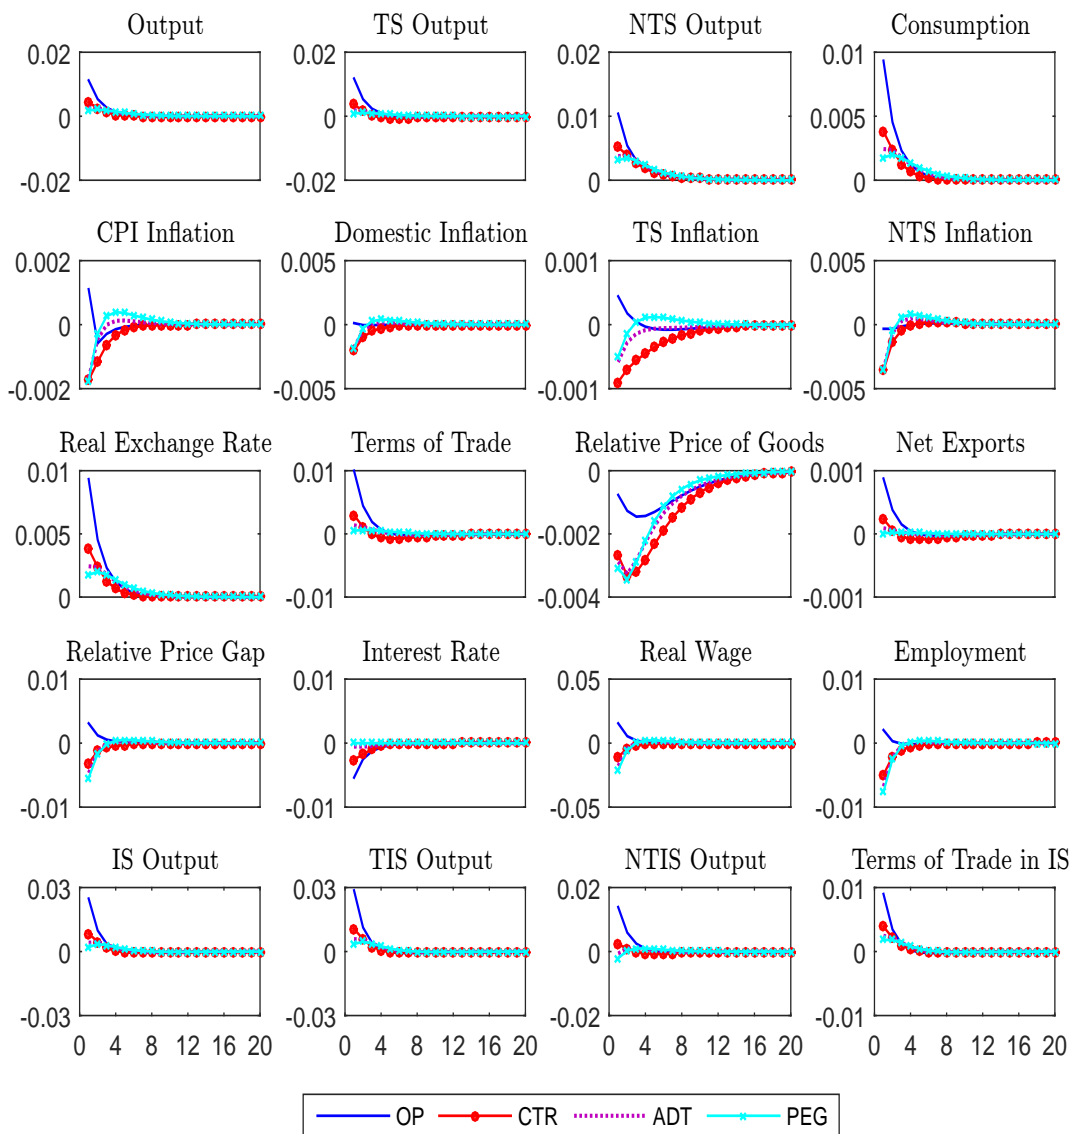 Output TS Output NTS Output Consumption
0.02 0.02 0.02 0.01
0 0 0.01 0.005
-0.02 -0.02 0 0
CPI Inflation Domestic Inflation TS Inflation NTS Inflation
0.002 0.005 0.001 0.005
0 0 0 0
-0.002 -0.005 -0.001 -0.005
Real Exchange Rate Terms of Trade Relative Price of Goods Net Exports
0.01 0.01 0 0.001
0.005 0 -0.002 0
0 -0.01 -0.004 -0.001
Relative Price Gap Interest Rate Real Wage Employment
0.01 0.01 0.05 0.01
0 0 0 0
-0.01 -0.01 -0.05 -0.01
IS Output TIS Output NTIS Output Terms of Trade in IS
0.03 0.03 0.02 0.01
0 0 0 0
-0.03 -0.03 -0.02 -0.01
0 4 8 12 16 20 0 4 8 12 16 20 0 4 8 12 16 20 0 4 8 12 16 20
OP CTR ADT PEG